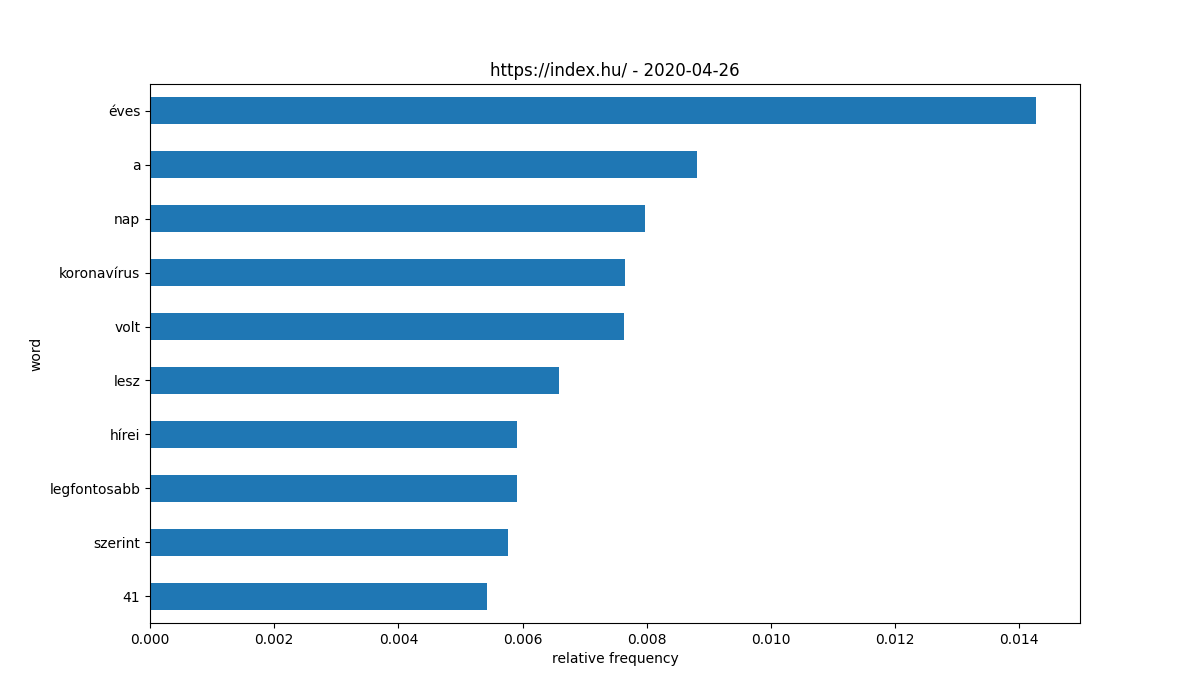 https://index.hu/ - 2020-04-26
éves
a
nap
koronavírus
volt
lesz
hírei
legfontosabb
szerint
41
word
0.000 0.002 0.004 0.006 0.008 0.010 0.012 0.014
relative frequency